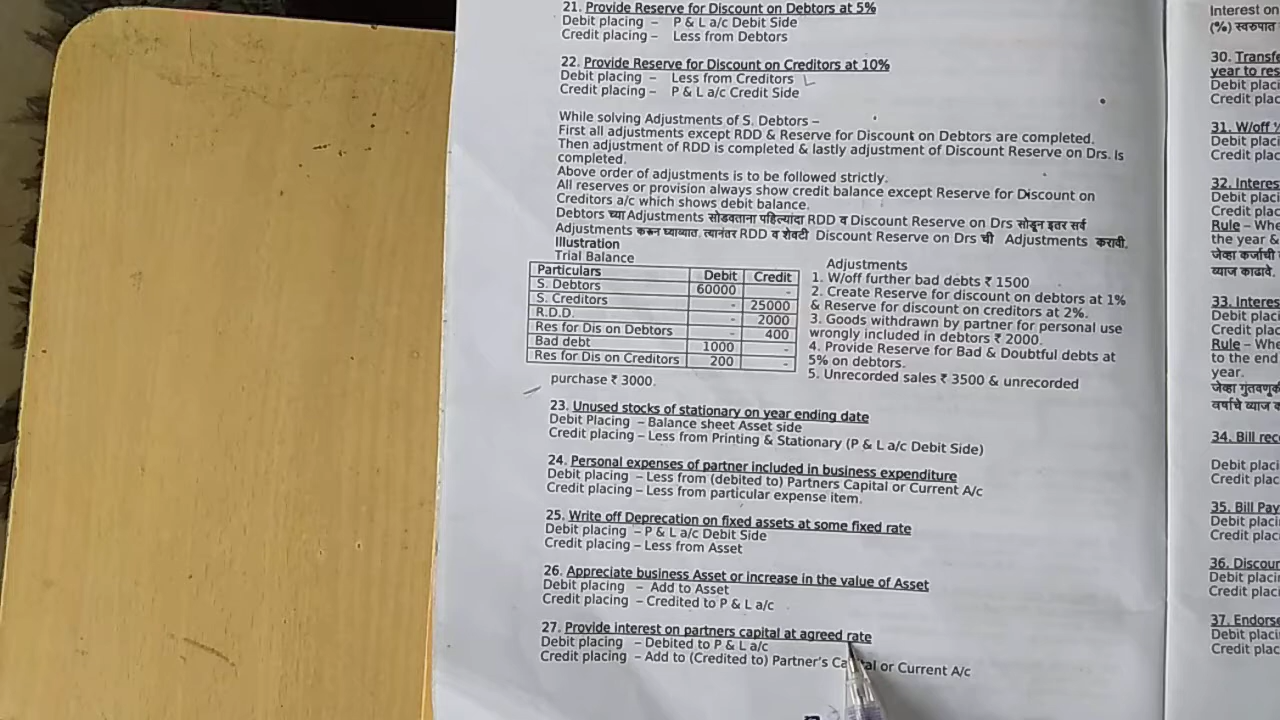 21. Provide Reserve for Discount on Debtors at 5%
Debit placing – P & L a/c Debit Side
Credit placing – Less from Debtors
22. Provide Reserve for Discount on Creditors at 10%
Debit placing – Less from Creditors
Credit placing – P & L a/c Credit Side
While solving Adjustments of S. Debtors –
First all adjustments except RDD & Reserve for Discount on Debtors are completed.
Then adjustment of RDD is completed & lastly adjustment of Discount Reserve on Drs. is
completed.
Above order of adjustments is to be followed strictly.
All reserves or provision always show credit balance except Reserve for Discount on
Creditors a/c which shows debit balance.
Debtors च्या Adjustments सोडवताना पहिल्यांदा RDD व Discount Reserve on Drs सोडून इतर सर्व
Adjustments करून घ्याव्यात. त्यानंतर RDD व शेवटी Discount Reserve on Drs ची Adjustments करावी.
Illustration
Trial Balance
Particulars Debit Credit
S. Debtors 60000 -
S. Creditors - 25000
R.D.D. - 2000
Res for Dis on Debtors - 400
Bad debt 1000 -
Res for Dis on Creditors 200 -
Adjustments
1. W/off further bad debts ₹ 1500
2. Create Reserve for discount on debtors at 1%
& Reserve for discount on creditors at 2%.
3. Goods withdrawn by partner for personal use
wrongly included in debtors ₹ 2000.
4. Provide Reserve for Bad & Doubtful debts at
5% on debtors.
5. Unrecorded sales ₹ 3500 & unrecorded
purchase ₹ 3000.
23. Unused stocks of stationary on year ending date
Debit Placing – Balance sheet Asset side
Credit placing – Less from Printing & Stationary (P & L a/c Debit Side)
24. Personal expenses of partner included in business expenditure
Debit Placing – Less from (debited to) Partners Capital or Current A/c
Credit placing – Less from particular expense item.
25. Write off Deprecation on fixed assets at some fixed rate
Debit placing – P & L a/c Debit Side
Credit placing – Less from Asset
26. Appreciate business Asset or increase in the value of Asset
Debit placing – Add to Asset
Credit placing – Credited to P & L a/c
27. Provide interest on partners capital at agreed rate
Debit placing – Debited to P & L a/c
Credit placing – Add to (Credited to) Partner's Ca al or Current A/c
Interest on
(%) स्वरुपात
30. Transfe
year to res
Debit placi
Credit plac
31. W/off
Debit placi
Credit plac
32. Interes
Debit placi
Credit plac
Rule – Whe
the year &
जेव्हा कर्जाची
व्याज काढावे.
33. Interes
Debit placi
Credit plac
Rule – Whe
to the end
year.
जेव्हा गुंतवणूकी
वर्षाचे व्याज
34. Bill rec
Debit placi
Credit plac
35. Bill Pay
Debit placi
Credit plac
36. Discour
Debit placi
Credit plac
37. Endorse
Debit placi
Credit plac